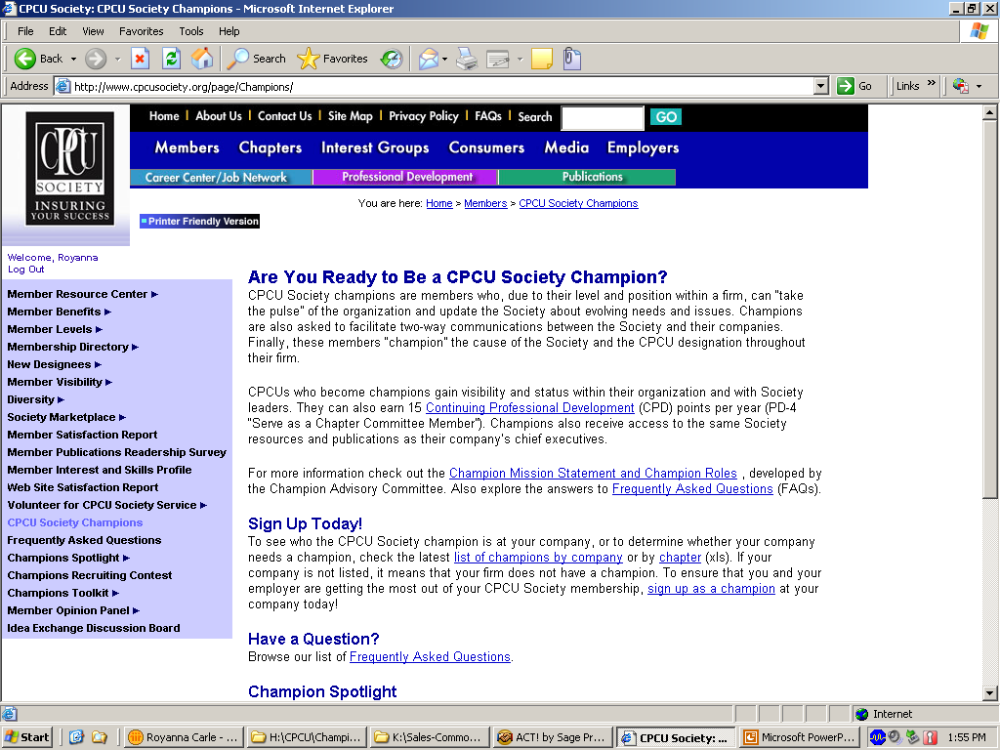 CPCU Society: CPCU Society Champions - Microsoft Internet Explorer
File Edit View Favorites Tools Help
Back Search Favorites
Address http://www.cpcusociety.org/page/Champions/ Go Links »
CPCU
SOCIETY
INSURING
YOUR SUCCESS
Home | About Us | Contact Us | Site Map | Privacy Policy | FAQs | Search GO
Members Chapters Interest Groups Consumers Media Employers
Career Center/Job Network Professional Development Publications
You are here: Home > Members > CPCU Society Champions
Printer Friendly Version
Welcome, Royanna
Log Out
Member Resource Center
Member Benefits
Member Levels
Membership Directory
New Designees
Member Visibility
Diversity
Society Marketplace
Member Satisfaction Report
Member Publications Readership Survey
Member Interest and Skills Profile
Web Site Satisfaction Report
Volunteer for CPCU Society Service
CPCU Society Champions
Frequently Asked Questions
Champions Spotlight
Champions Recruiting Contest
Champions Toolkit
Member Opinion Panel
Idea Exchange Discussion Board
Are You Ready to Be a CPCU Society Champion?
CPCU Society champions are members who, due to their level and position within a firm, can "take
the pulse" of the organization and update the Society about evolving needs and issues. Champions
are also asked to facilitate two-way communications between the Society and their companies.
Finally, these members "champion" the cause of the Society and the CPCU designation throughout
their firm.
CPCUs who become champions gain visibility and status within their organization and with Society
leaders. They can also earn 15 Continuing Professional Development (CPD) points per year (PD-4
"Serve as a Chapter Committee Member"). Champions also receive access to the same Society
resources and publications as their company's chief executives.
For more information check out the Champion Mission Statement and Champion Roles , developed by
the Champion Advisory Committee. Also explore the answers to Frequently Asked Questions (FAQs).
Sign Up Today!
To see who the CPCU Society champion is at your company, or to determine whether your company
needs a champion, check the latest list of champions by company or by chapter (xls). If your
company is not listed, it means that your firm does not have a champion. To ensure that you and your
employer are getting the most out of your CPCU Society membership, sign up as a champion at your
company today!
Have a Question?
Browse our list of Frequently Asked Questions.
Champion Spotlight
Internet
Start Royanna Carle - ... H:\CPCU\Champi... K:\Sales-Commo... ACT! by Sage Pr... CPCU Society: ... Microsoft PowerP... 1:55 PM